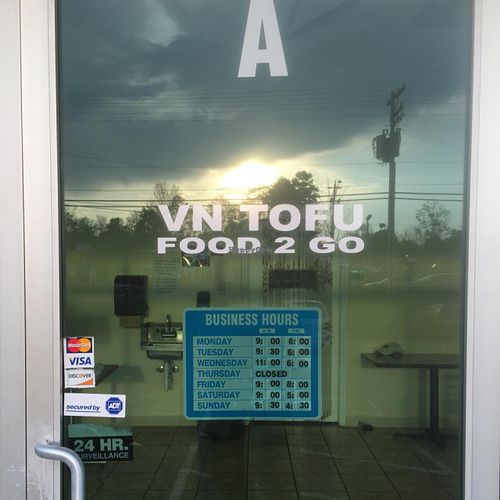 A
VN TOFU
FOOD 2 GO
BUSINESS HOURS
MONDAY 9: 00 6: 00
TUESDAY 9: 30 6: 00
WEDNESDAY 11: 00 6: 00
THURSDAY CLOSED
FRIDAY 9: 00 8: 00
SATURDAY 9: 00 5: 00
SUNDAY 9: 30 4: 30
MasterCard
VISA
DISCOVER
secured by ADT
24 HR.
SURVEILLANCE